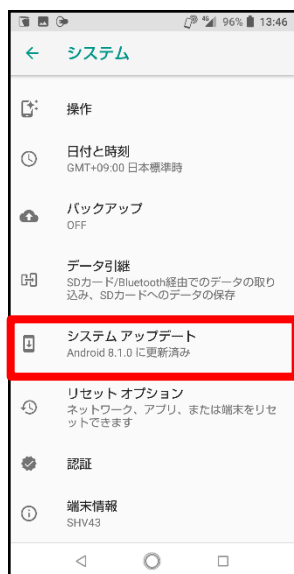 96% 13:46
システム
操作
日付と時刻
GMT+09:00 日本標準時
バックアップ
OFF
データ引継
SDカード/Bluetooth経由でのデータの取り
込み、SDカードへのデータの保存
システム アップデート
Android 8.1.0 に更新済み
リセット オプション
ネットワーク、アプリ、または端末をリセ
ットできます
認証
端末情報
SHV43